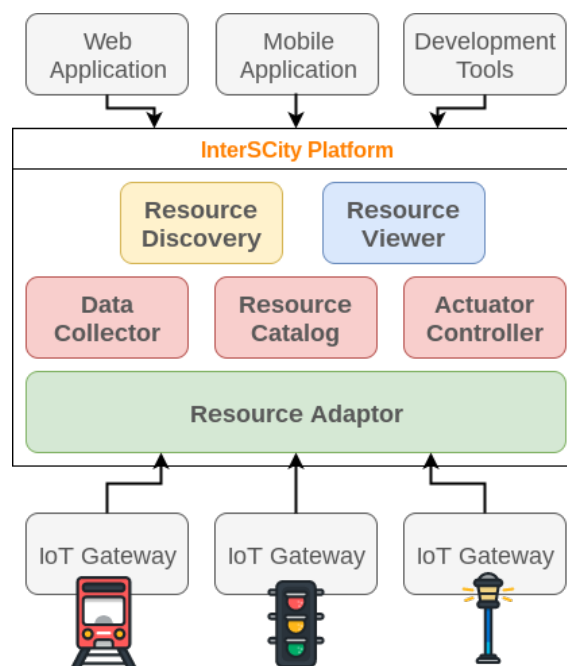 Web
Application
Mobile
Application
Development
Tools
InterSCity Platform
Resource
Discovery
Resource
Viewer
Data
Collector
Resource
Catalog
Actuator
Controller
Resource Adaptor
IoT Gateway
IoT Gateway
IoT Gateway